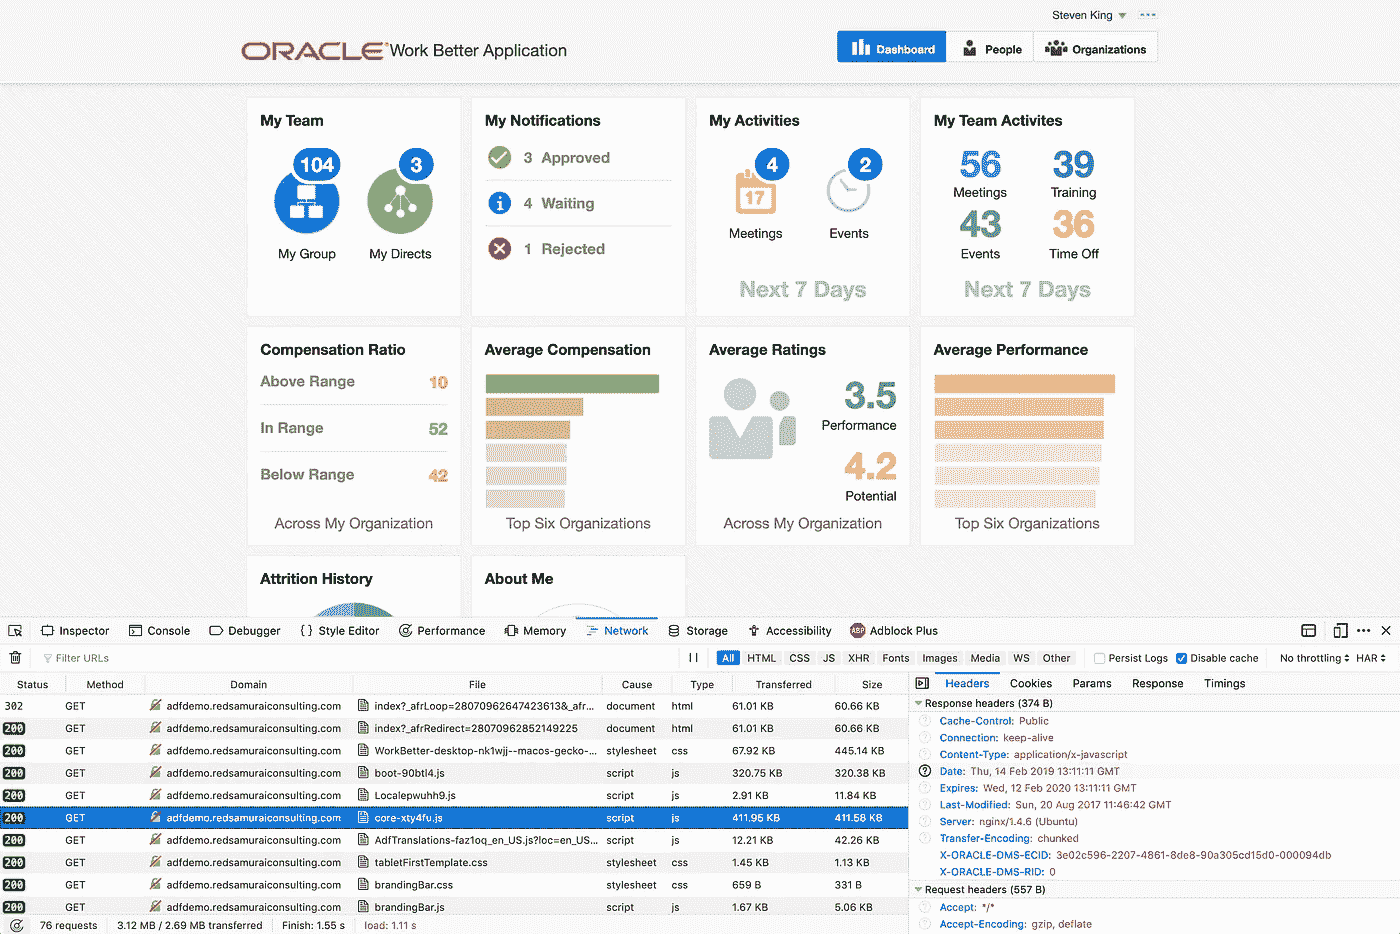 Steven King
ORACLE Work Better Application
Dashboard People Organizations
My Team My Notifications My Activities My Team Activites
104 3
My Group My Directs
3 Approved
4 Waiting
1 Rejected
4 2
17
Meetings Events
Next 7 Days
56 39
Meetings Training
43 36
Events Time Off
Next 7 Days
Compensation Ratio Average Compensation Average Ratings Average Performance
Above Range 10
In Range 52
Below Range 42
Across My Organization
Top Six Organizations
3.5
Performance
4.2
Potential
Across My Organization
Top Six Organizations
Attrition History About Me
Inspector Console Debugger Style Editor Performance Memory Network Storage Accessibility ABP Adblock Plus
Filter URLs All HTML CSS JS XHR Fonts Images Media WS Other Persist Logs Disable cache No throttling HAR
Status Method Domain File Cause Type Transferred Size
302 GET adfdemo.redsamuraiconsulting.com index?_afrLoop=28070962647423613&_afr... document html 61.01 KB 60.66 KB
200 GET adfdemo.redsamuraiconsulting.com index?_afrRedirect=28070962852149225 document html 61.01 KB 60.66 KB
200 GET adfdemo.redsamuraiconsulting.com WorkBetter-desktop-nk1wjj--macos-gecko-... stylesheet css 67.92 KB 445.14 KB
200 GET adfdemo.redsamuraiconsulting.com boot-90btl4.js script js 320.75 KB 320.38 KB
200 GET adfdemo.redsamuraiconsulting.com Localepwuhh9.js script js 2.91 KB 11.84 KB
200 GET adfdemo.redsamuraiconsulting.com core-xty4fu.js script js 411.95 KB 411.58 KB
200 GET adfdemo.redsamuraiconsulting.com AdfTranslations-faz1oq_en_US.js?loc=en_US... script js 12.21 KB 42.26 KB
200 GET adfdemo.redsamuraiconsulting.com tabletFirstTemplate.css stylesheet css 1.45 KB 1.13 KB
200 GET adfdemo.redsamuraiconsulting.com brandingBar.css stylesheet css 659 B 331 B
200 GET adfdemo.redsamuraiconsulting.com brandingBar.js script js 1.67 KB 5.06 KB
76 requests 3.12 MB / 2.69 MB transferred Finish: 1.55 s load: 1.11 s
Headers Cookies Params Response Timings
Response headers (374 B)
Cache-Control: Public
Connection: keep-alive
Content-Type: application/x-javascript
Date: Thu, 14 Feb 2019 13:11:11 GMT
Expires: Wed, 12 Feb 2020 13:11:11 GMT
Last-Modified: Sun, 20 Aug 2017 11:46:42 GMT
Server: nginx/1.4.6 (Ubuntu)
Transfer-Encoding: chunked
X-ORACLE-DMS-ECID: 3e02c596-2207-4861-8de8-90a305cd15d0-000094db
X-ORACLE-DMS-RID: 0
Request headers (557 B)
Accept: */*
Accept-Encoding: gzip, deflate